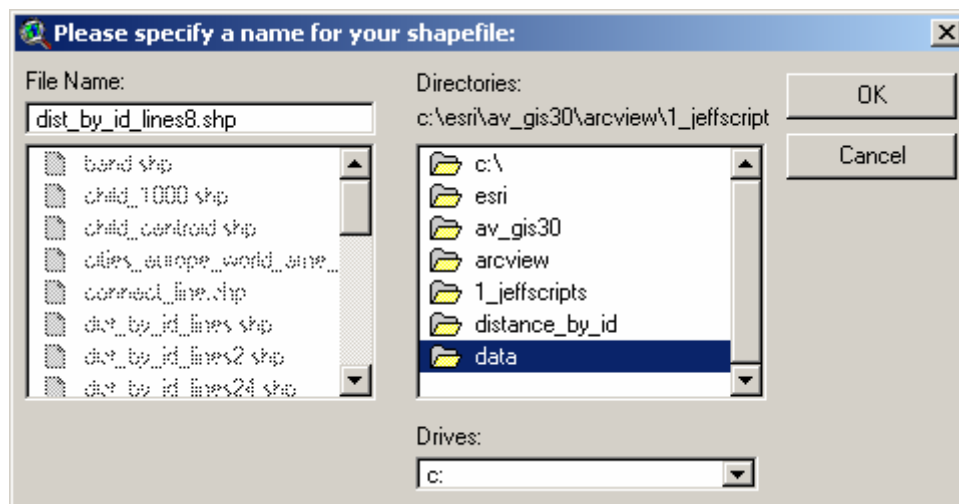 Please specify a name for your shapefile:
File Name:
dist_by_id_lines8.shp
band.shp
child_1000.shp
child_centroid.shp
cities_europe_world_ame_
connect_line.shp
dist_by_id_lines.shp
dist_by_id_lines2.shp
dist_by_id_lines24.shp
Directories:
c:\esri\av_gis30\arcview\1_jeffscript
c:\
esri
av_gis30
arcview
1_jeffscripts
distance_by_id
data
Drives:
c:
OK
Cancel